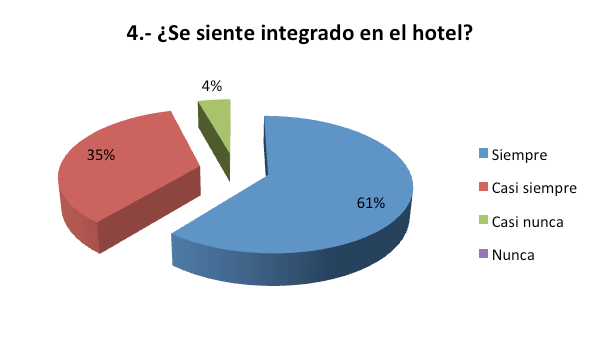 4.- ¿Se siente integrado en el hotel?
4%
35%
61%
Siempre
Casi siempre
Casi nunca
Nunca